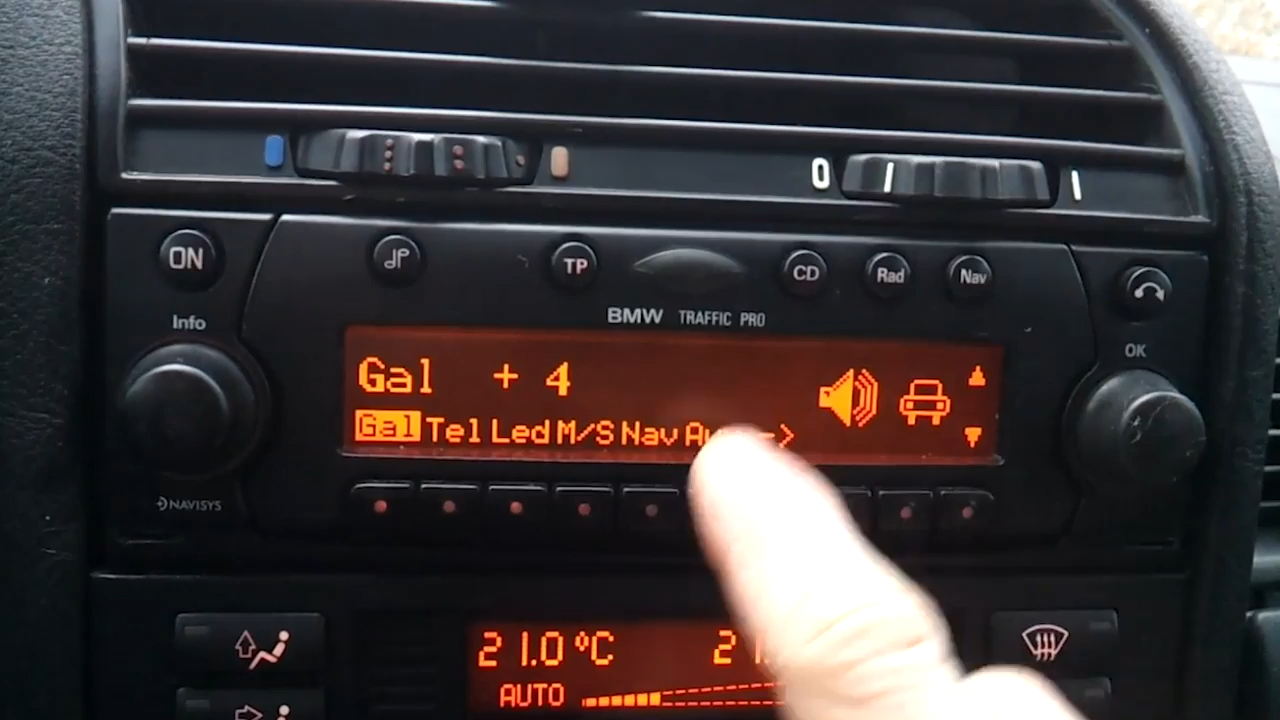 0
ON
TP
CD
Rad
Nav
Info
BMW TRAFFIC PRO
OK
Gal + 4
Gal Tel Led M/S Nav
NAVISYS
21.0 °C
AUTO